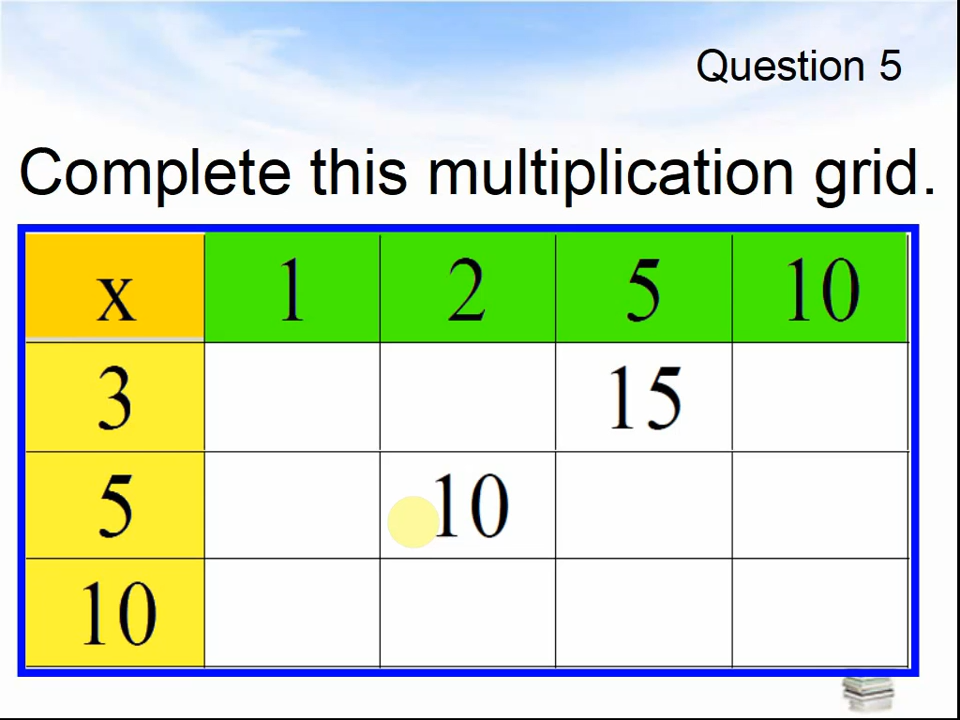 Question 5
Complete this multiplication grid.
x 1 2 5 10
3 15
5 10
10